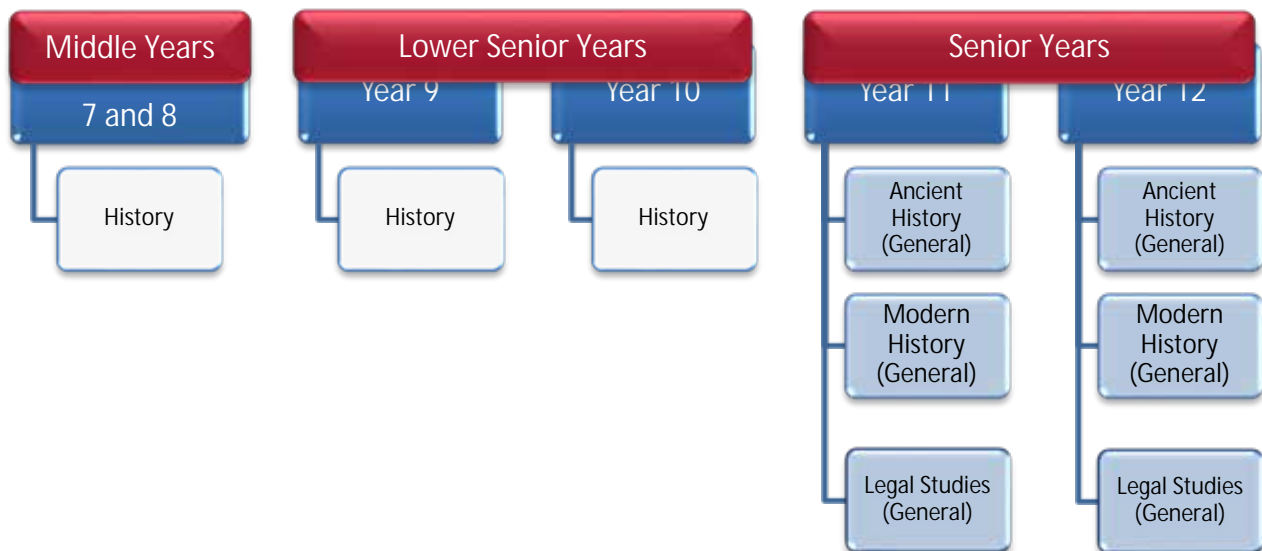 Middle Years
Lower Senior Years
Senior Years
7 and 8
Year 9
Year 10
Year 11
Year 12
History
History
History
Ancient
History
(General)
Ancient
History
(General)
Modern
History
(General)
Modern
History
(General)
Legal Studies
(General)
Legal Studies
(General)